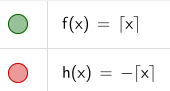 f(x) = ⌈x⌉
h(x) = −⌈x⌉